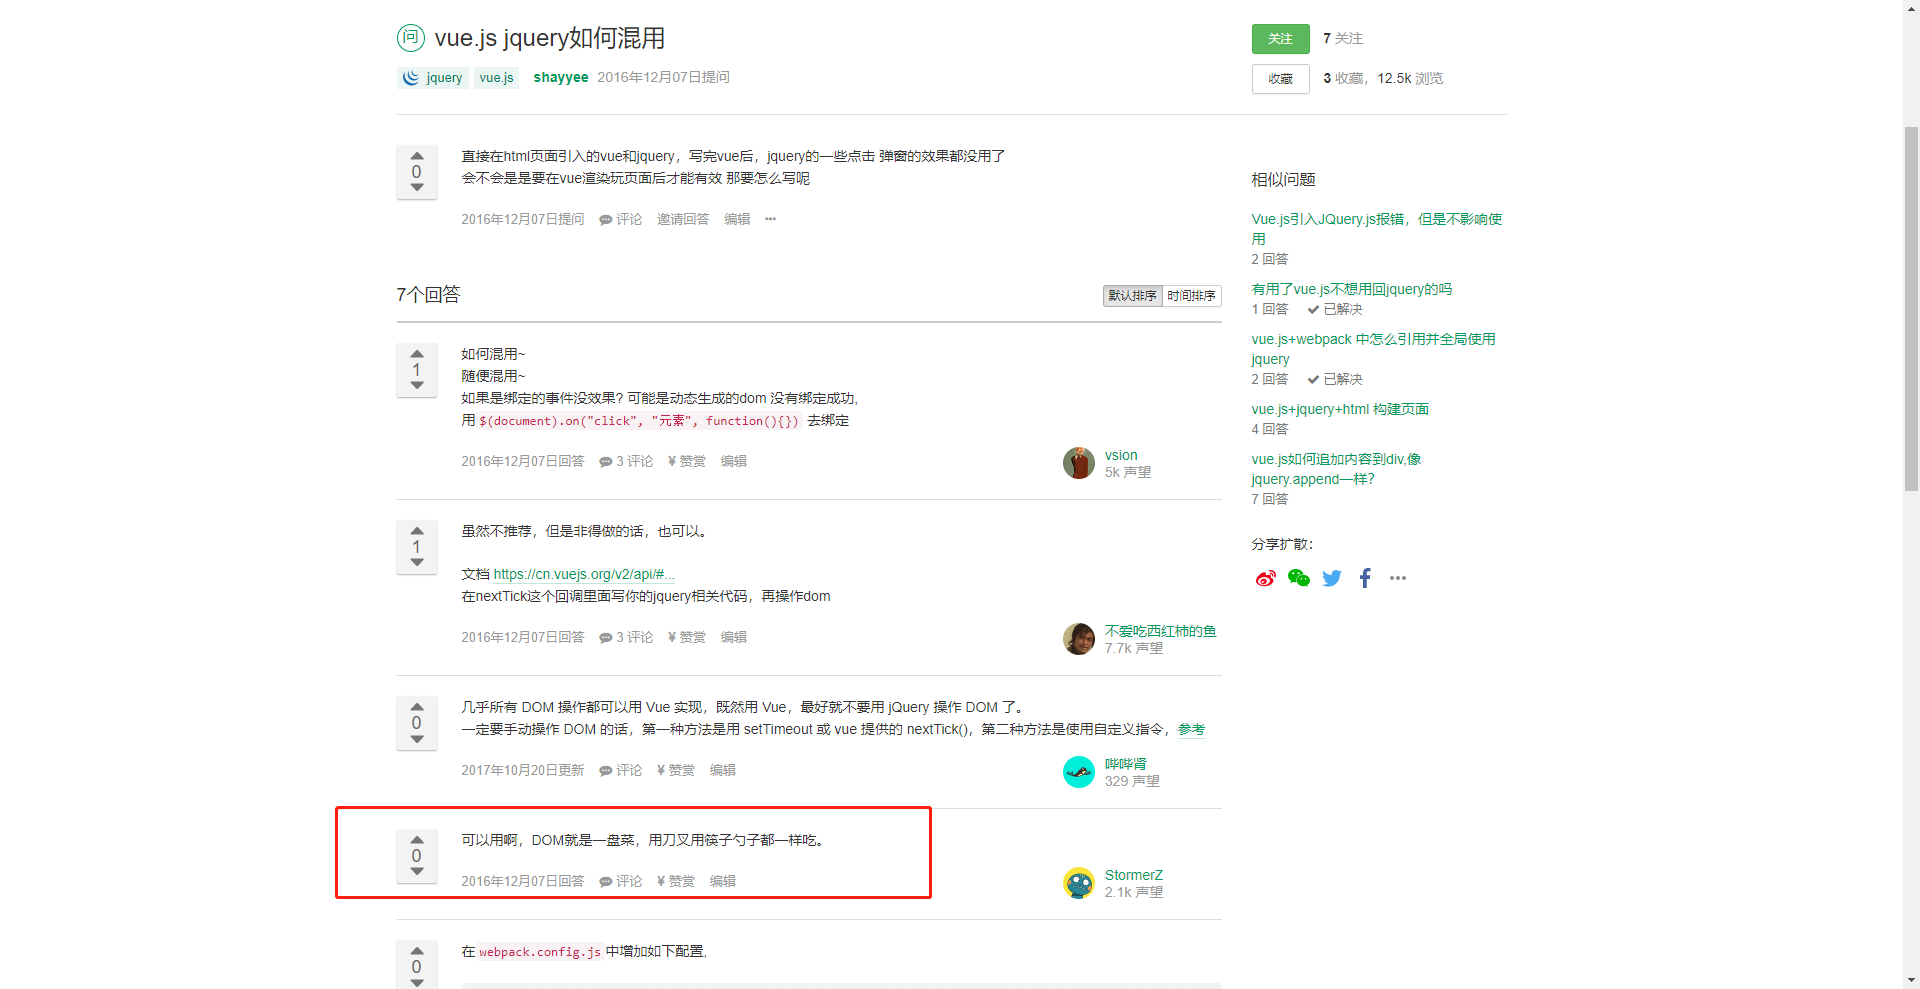 问 vue.js jquery如何混用
jquery vue.js shayyee 2016年12月07日提问
关注 7 关注
收藏 3 收藏，12.5k 浏览
0
直接在html页面引入的vue和jquery，写完vue后，jquery的一些点击 弹窗的效果都没用了
会不会是是要在vue渲染玩页面后才能有效 那要怎么写呢
2016年12月07日提问 评论 邀请回答 编辑 •••
7个回答
默认排序 时间排序
1
如何混用~
随便混用~
如果是绑定的事件没效果? 可能是动态生成的dom 没有绑定成功,
用 $(document).on("click", "元素", function(){}) 去绑定
2016年12月07日回答 3 评论 ¥ 赞赏 编辑
vsion
5k 声望
1
虽然不推荐，但是非得做的话，也可以。
文档 https://cn.vuejs.org/v2/api/#...
在nextTick这个回调里面写你的jquery相关代码，再操作dom
2016年12月07日回答 3 评论 ¥ 赞赏 编辑
不爱吃西红柿的鱼
7.7k 声望
0
几乎所有 DOM 操作都可以用 Vue 实现，既然用 Vue，最好就不要用 jQuery 操作 DOM 了。
一定要手动操作 DOM 的话，第一种方法是用 setTimeout 或 vue 提供的 nextTick()，第二种方法是使用自定义指令，参考
2017年10月20日更新 评论 ¥ 赞赏 编辑
哔哔肾
329 声望
0
可以用啊，DOM就是一盘菜，用刀叉用筷子勺子都一样吃。
2016年12月07日回答 评论 ¥ 赞赏 编辑
StormerZ
2.1k 声望
0
在 webpack.config.js 中增加如下配置,
相似问题
Vue.js引入JQuery.js报错，但是不影响使
用
2 回答
有用了vue.js不想用回jquery的吗
1 回答 已解决
vue.js+webpack 中怎么引用并全局使用
jquery
2 回答 已解决
vue.js+jquery+html 构建页面
4 回答
vue.js如何追加内容到div,像
jquery.append一样?
7 回答
分享扩散：